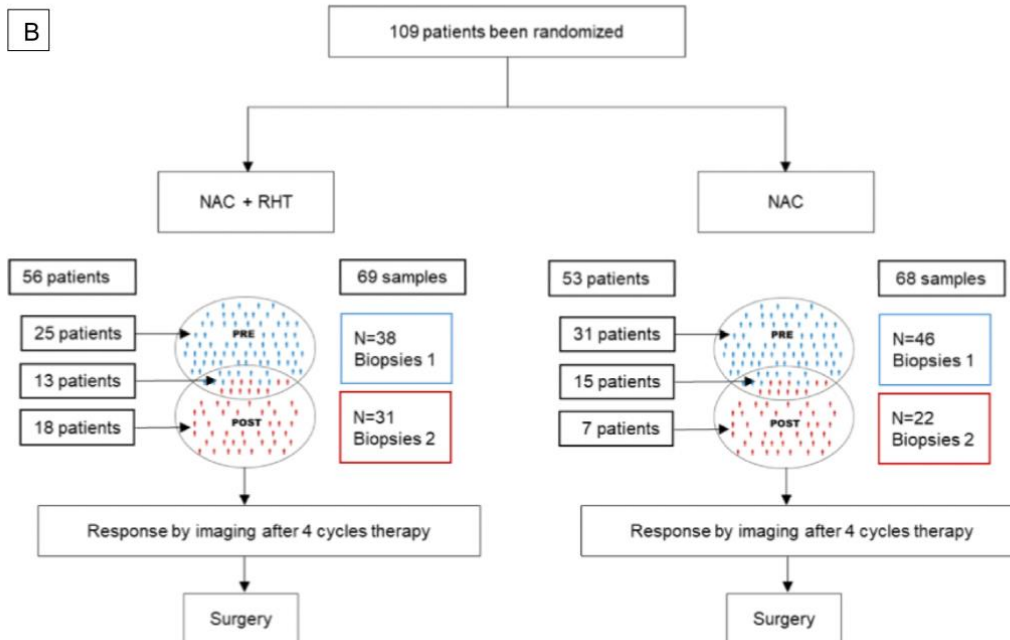 B
109 patients been randomized
NAC + RHT
NAC
56 patients
69 samples
25 patients
13 patients
18 patients
PRE
POST
N=38
Biopsies 1
N=31
Biopsies 2
53 patients
68 samples
31 patients
15 patients
7 patients
PRE
POST
N=46
Biopsies 1
N=22
Biopsies 2
Response by imaging after 4 cycles therapy
Response by imaging after 4 cycles therapy
Surgery
Surgery